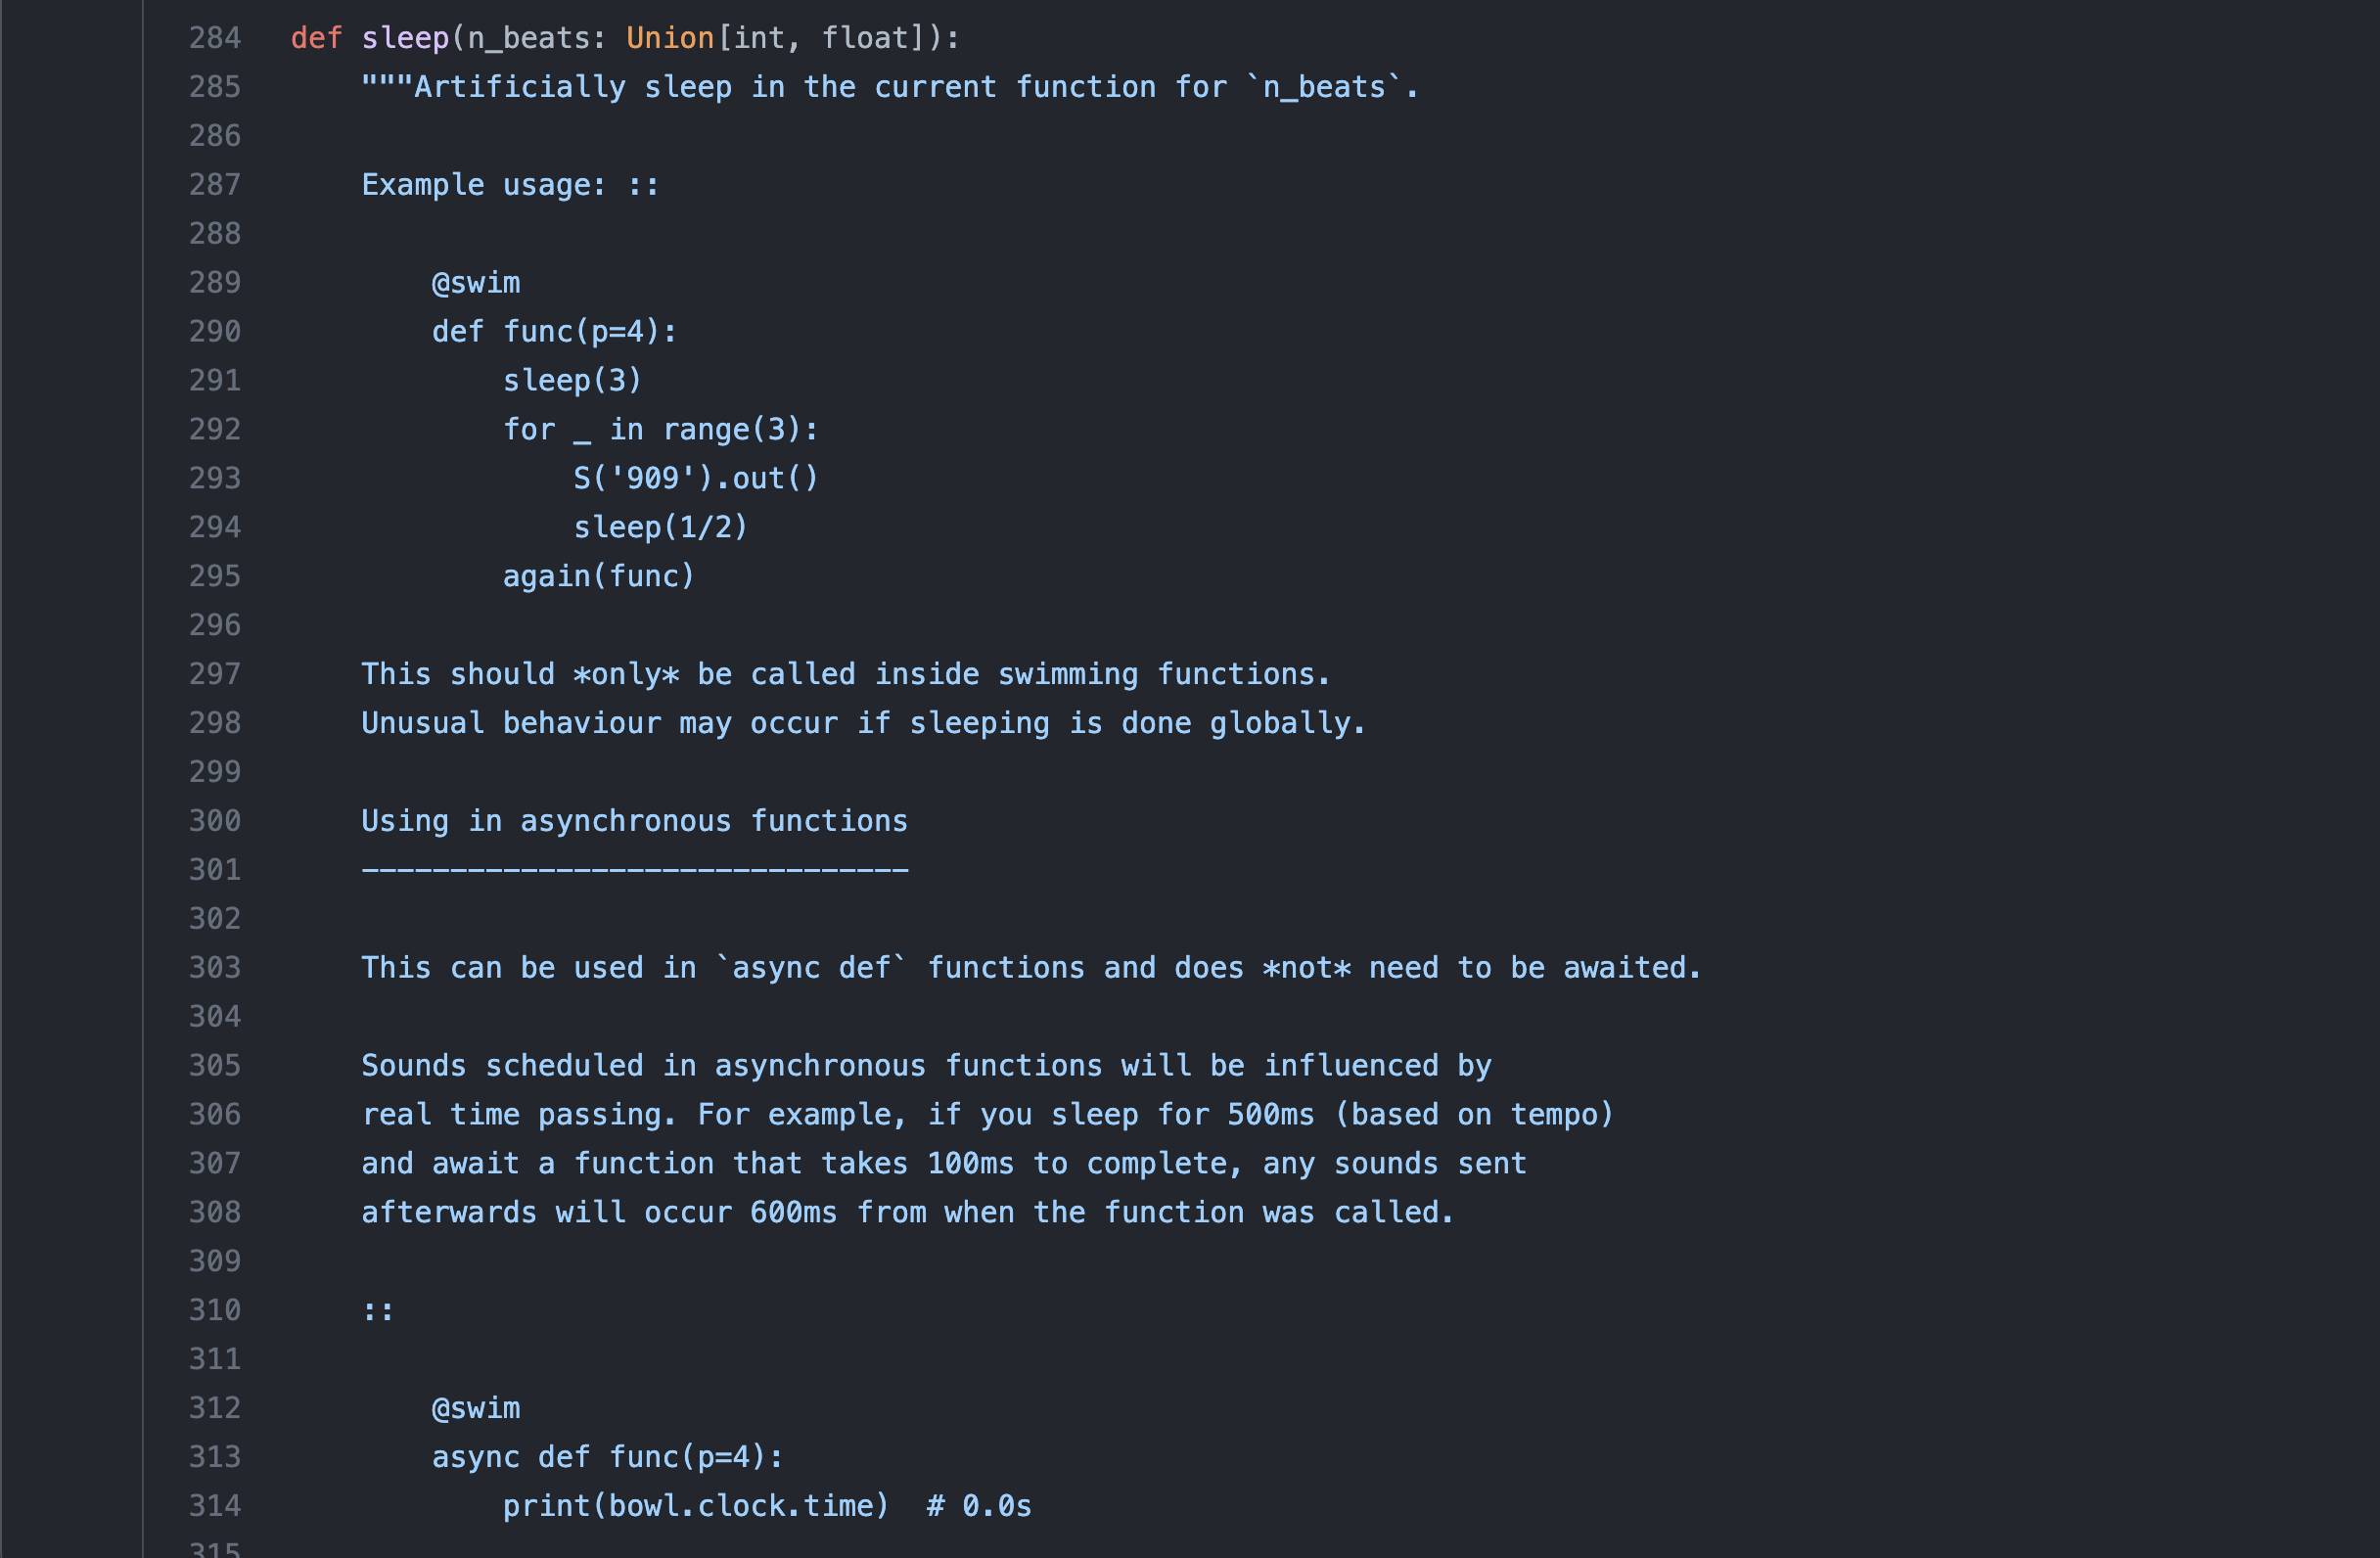 284 def sleep(n_beats: Union[int, float]):
285     """Artificially sleep in the current function for `n_beats`.
286
287     Example usage: ::
288
289         @swim
290         def func(p=4):
291             sleep(3)
292             for _ in range(3):
293                 S('909').out()
294                 sleep(1/2)
295             again(func)
296
297     This should *only* be called inside swimming functions.
298     Unusual behaviour may occur if sleeping is done globally.
299
300     Using in asynchronous functions
301     -------------------------------
302
303     This can be used in `async def` functions and does *not* need to be awaited.
304
305     Sounds scheduled in asynchronous functions will be influenced by
306     real time passing. For example, if you sleep for 500ms (based on tempo)
307     and await a function that takes 100ms to complete, any sounds sent
308     afterwards will occur 600ms from when the function was called.
309
310     ::
311
312         @swim
313         async def func(p=4):
314             print(bowl.clock.time)  # 0.0s
315